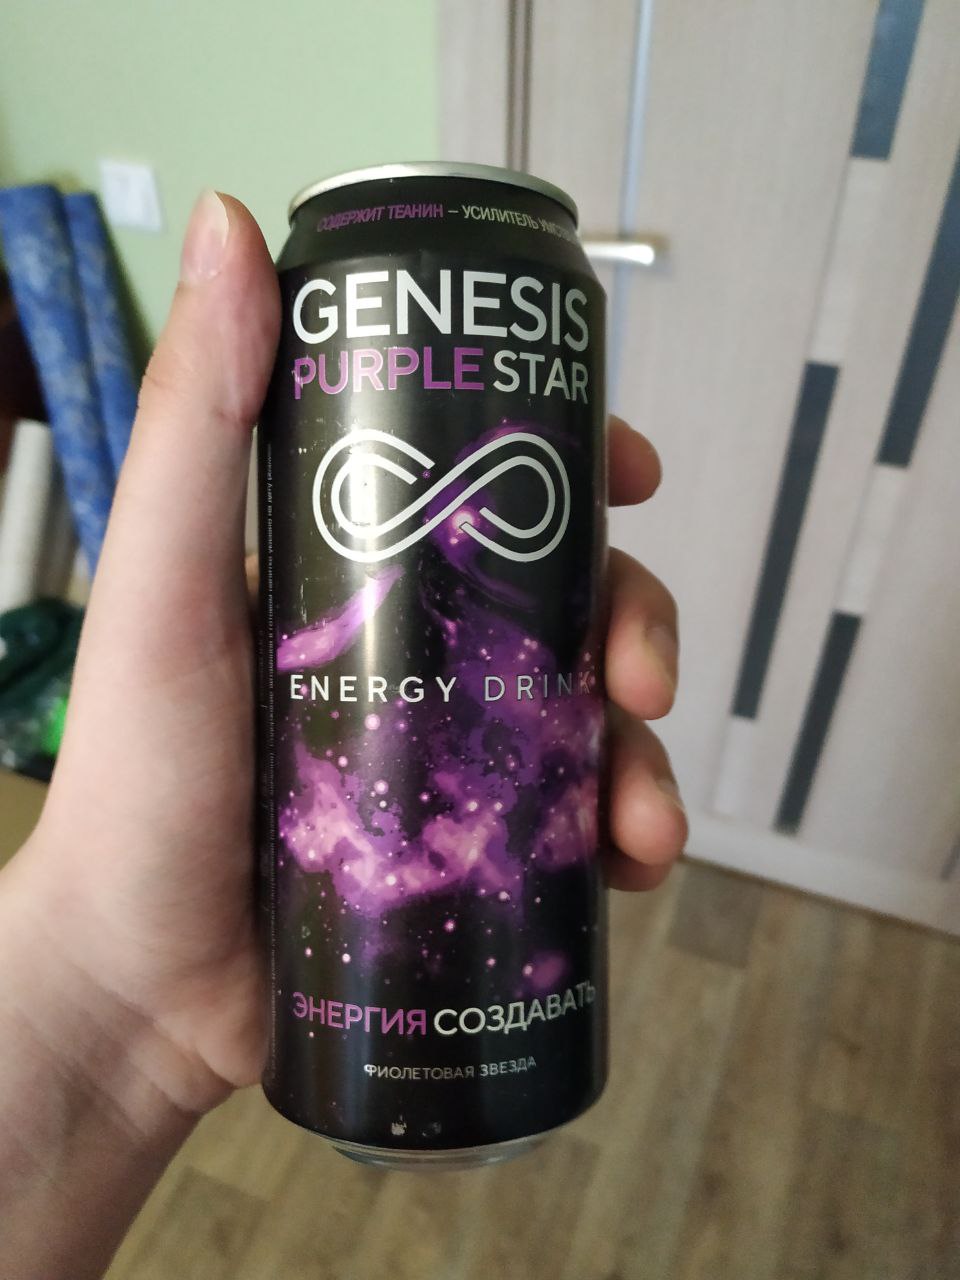 СОДЕРЖИТ ТЕАНИН – УСИЛИТЕЛЬ
GENESIS
PURPLE STAR
ENERGY DRINK
ЭНЕРГИЯ СОЗДАВАТЬ
ФИОЛЕТОВАЯ ЗВЕЗДА